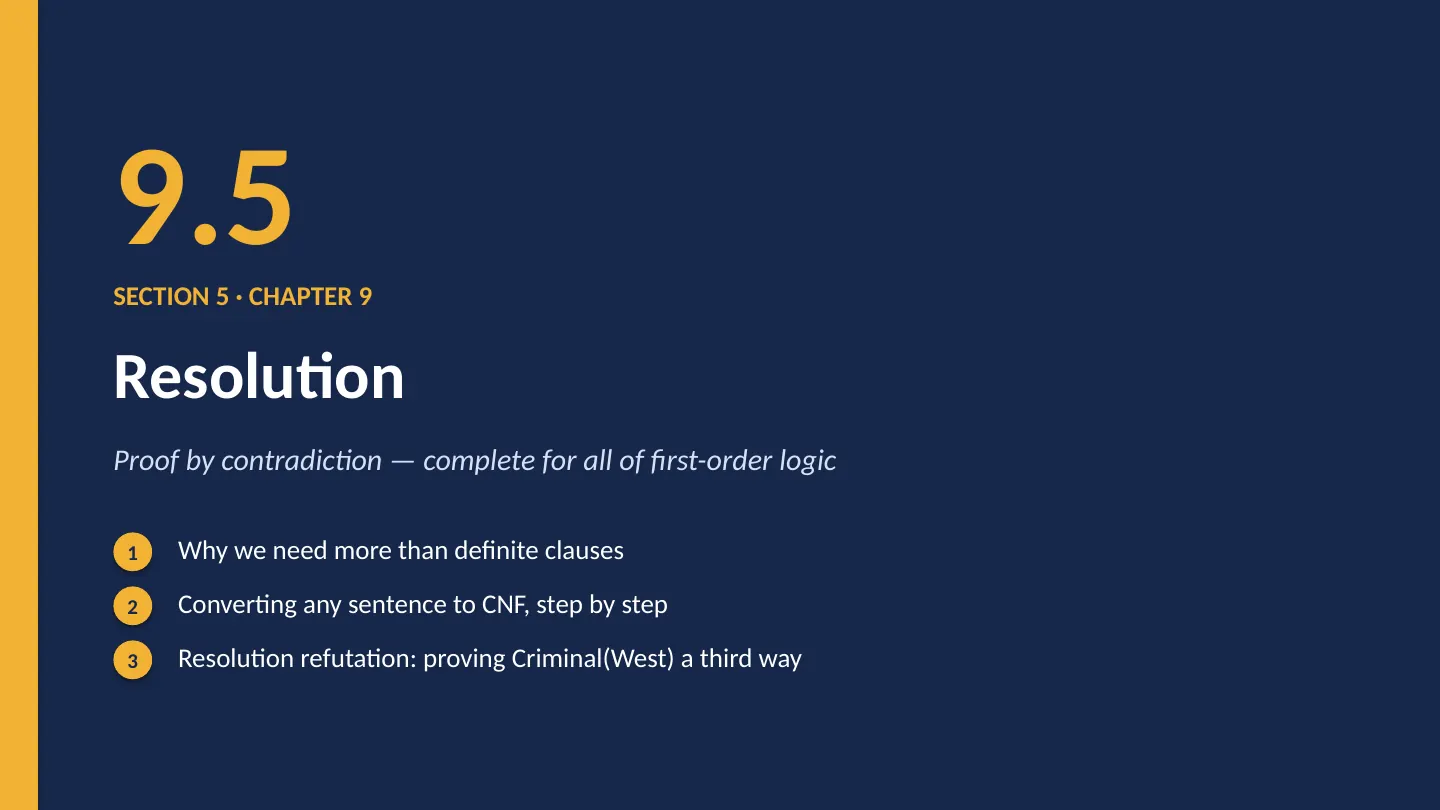 9.5
SECTION 5 · CHAPTER 9
Resolution
Proof by contradiction — complete for all of first-order logic
1 Why we need more than definite clauses
2 Converting any sentence to CNF, step by step
3 Resolution refutation: proving Criminal(West) a third way